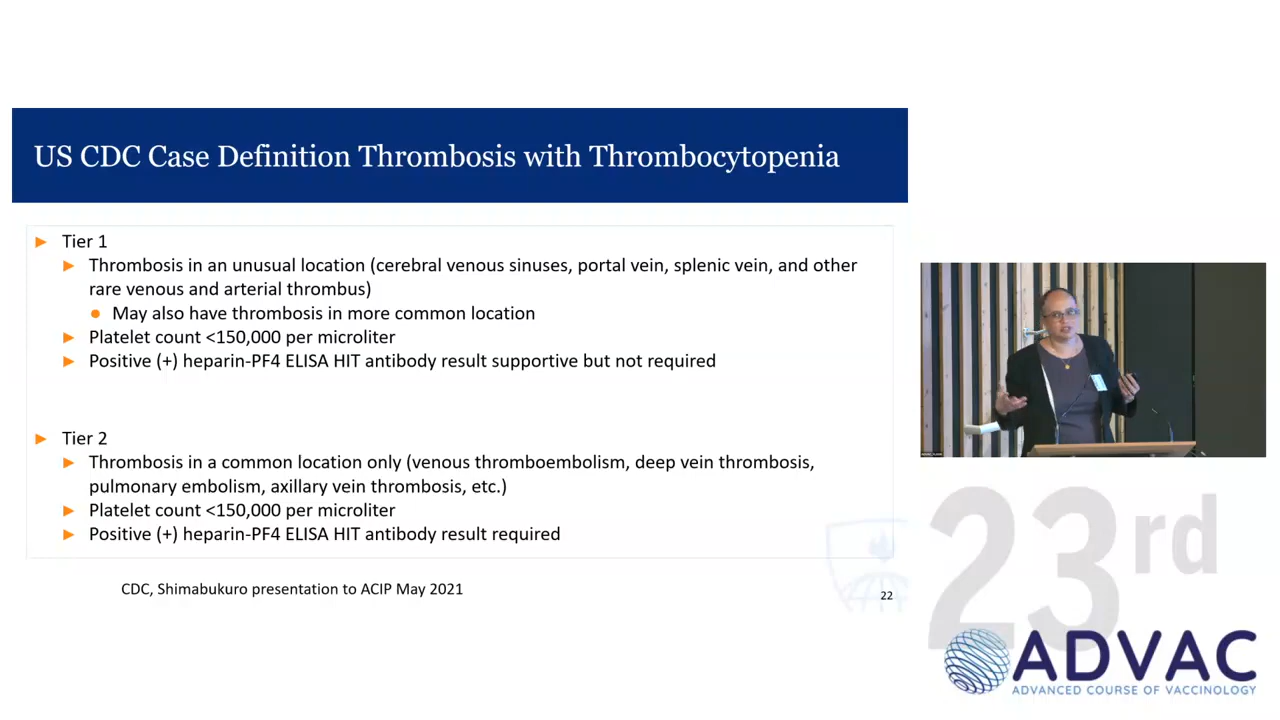 US CDC Case Definition Thrombosis with Thrombocytopenia
Tier 1
Thrombosis in an unusual location (cerebral venous sinuses, portal vein, splenic vein, and other
rare venous and arterial thrombus)
May also have thrombosis in more common location
Platelet count <150,000 per microliter
Positive (+) heparin-PF4 ELISA HIT antibody result supportive but not required
Tier 2
Thrombosis in a common location only (venous thromboembolism, deep vein thrombosis,
pulmonary embolism, axillary vein thrombosis, etc.)
Platelet count <150,000 per microliter
Positive (+) heparin-PF4 ELISA HIT antibody result required
CDC, Shimabukuro presentation to ACIP May 2021
22
23rd
ADVAC
ADVANCED COURSE OF VACCINOLOGY